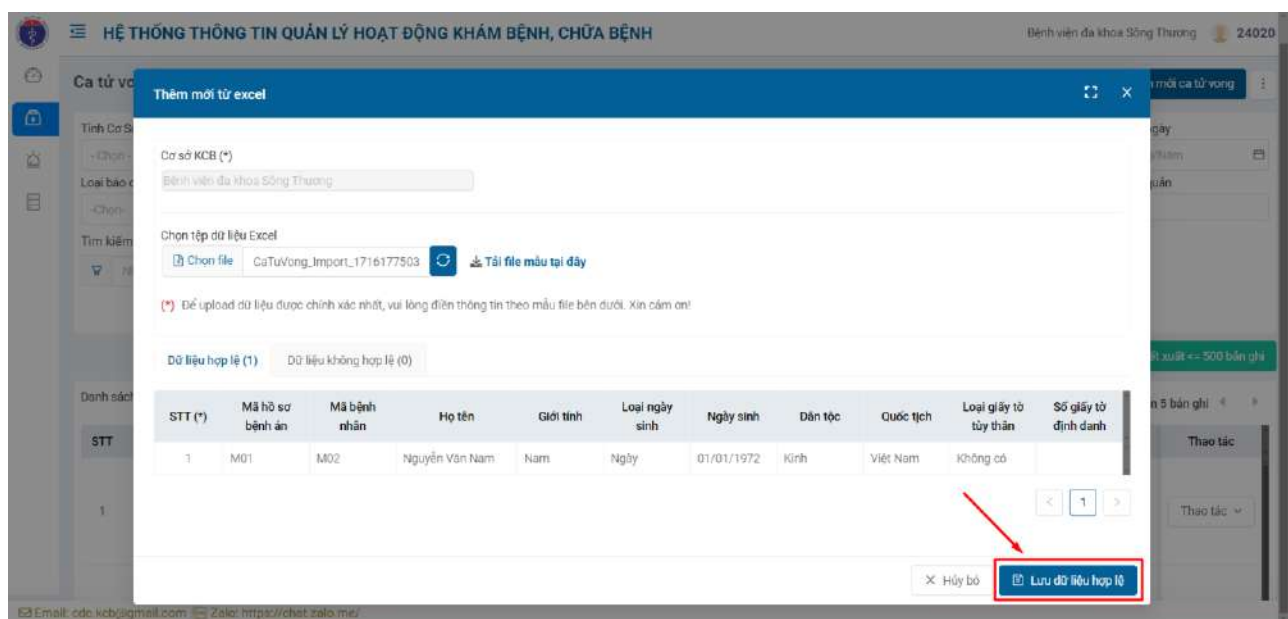 HỆ THỐNG THÔNG TIN QUẢN LÝ HOẠT ĐỘNG KHÁM BỆNH, CHỮA BỆNH
Bệnh viện đa khoa Sông Thương 24020
Ca tử vo
Thêm mới từ excel
mới ca tử vong
Tỉnh Cơ S
gày
Cơ sở KCB (*)
-Chọn-
/Năm
Bệnh viện đa khoa Sông Thương
Loại báo c
quán
-Chọn-
Chọn tệp dữ liệu Excel
Tìm kiếm
Chọn file CaTuVong_Import_1716177503 Tải file mẫu tại đây
(*) Để upload dữ liệu được chính xác nhất, vui lòng điền thông tin theo mẫu file bên dưới. Xin cám ơn!
Dữ liệu hợp lệ (1) Dữ liệu không hợp lệ (0)
ết xuất <= 500 bản ghi
Danh sách
n 5 bản ghi
STT (*) Mã hồ sơ bệnh án Mã bệnh nhân Họ tên Giới tính Loại ngày sinh Ngày sinh Dân tộc Quốc tịch Loại giấy tờ tùy thân Số giấy tờ định danh
STT
Thao tác
1 M01 M02 Nguyễn Văn Nam Nam Ngày 01/01/1972 Kinh Việt Nam Không có
1
1
Thao tác
Hủy bỏ
Lưu dữ liệu hợp lệ
Email: cdc.kcb@gmail.com Zalo: https://chat.zalo.me/